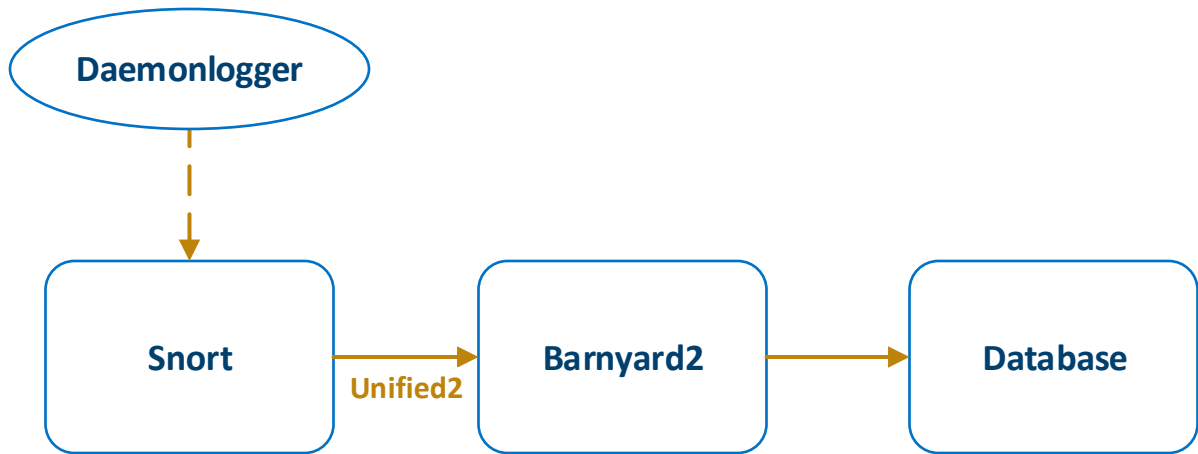 Daemonlogger
Snort
Unified2
Barnyard2
Database